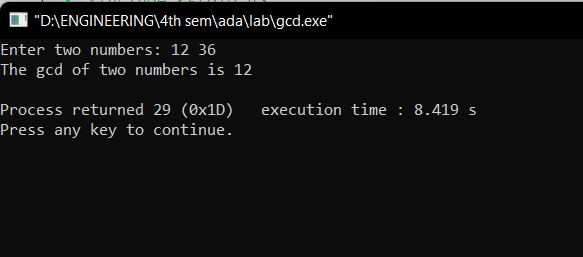 "D:\ENGINEERING\4th sem\ada\lab\gcd.exe"
Enter two numbers: 12 36
The gcd of two numbers is 12
Process returned 29 (0x1D)   execution time : 8.419 s
Press any key to continue.